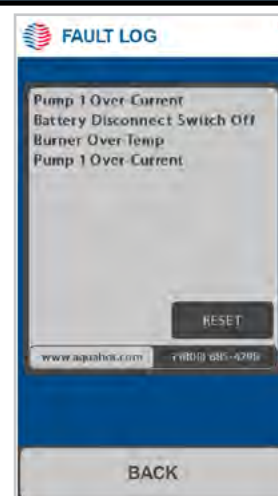 FAULT LOG
Pump 1 Over-Current
Battery Disconnect Switch Off
Burner Over-Temp
Pump 1 Over-Current
RESET
www.aquahot.com
BACK